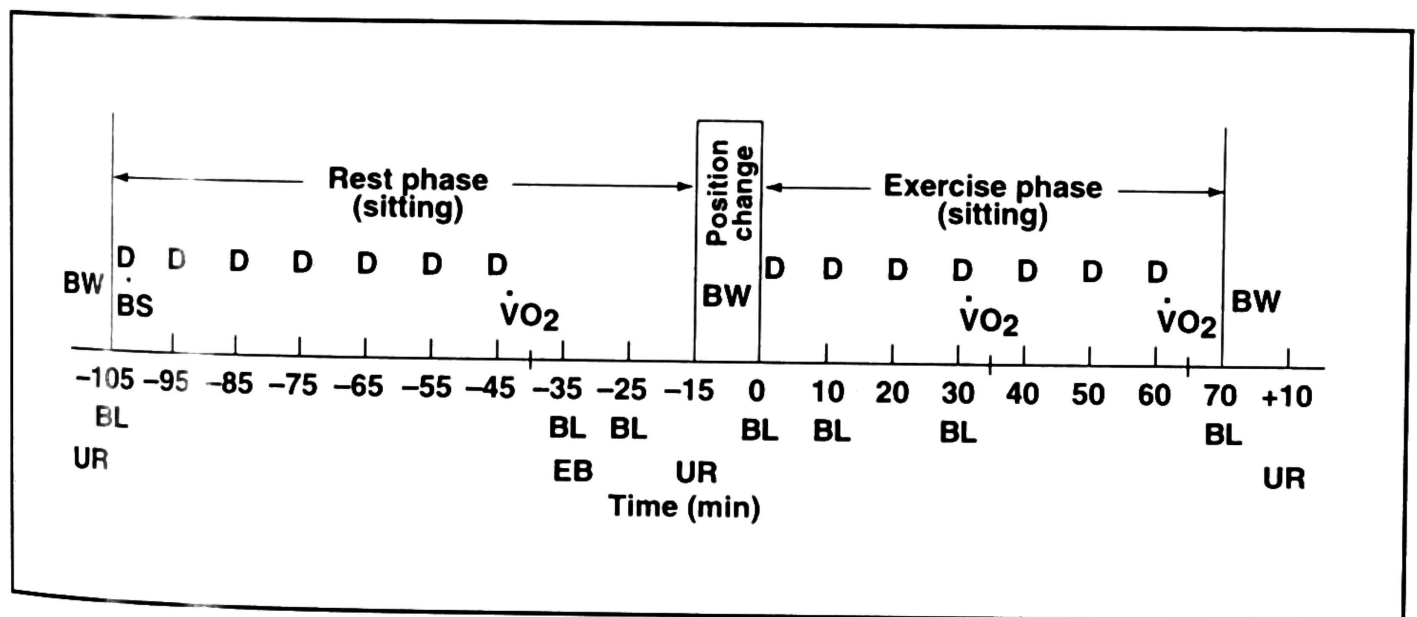 Rest phase
(sitting)
Position
change
Exercise phase
(sitting)
D D D D D D D D D D D D D D
BW BS V̇O2 BW V̇O2 V̇O2 BW
−105 −95 −85 −75 −65 −55 −45 −35 −25 −15 0 10 20 30 40 50 60 70 +10
BL BL BL BL BL BL BL
UR EB UR UR
Time (min)